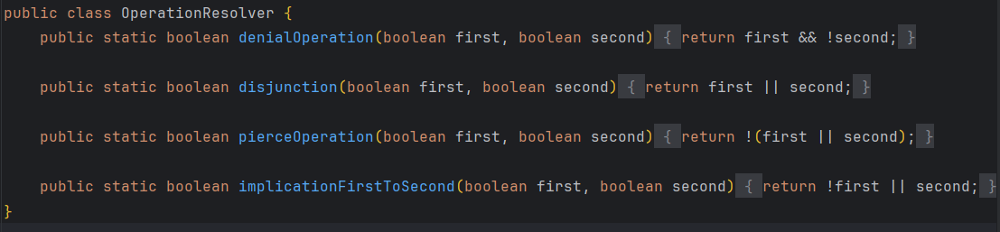 public class OperationResolver {
    public static boolean denialOperation(boolean first, boolean second) { return first && !second; }
    public static boolean disjunction(boolean first, boolean second) { return first || second; }
    public static boolean pierceOperation(boolean first, boolean second) { return !(first || second); }
    public static boolean implicationFirstToSecond(boolean first, boolean second) { return !first || second; }
}